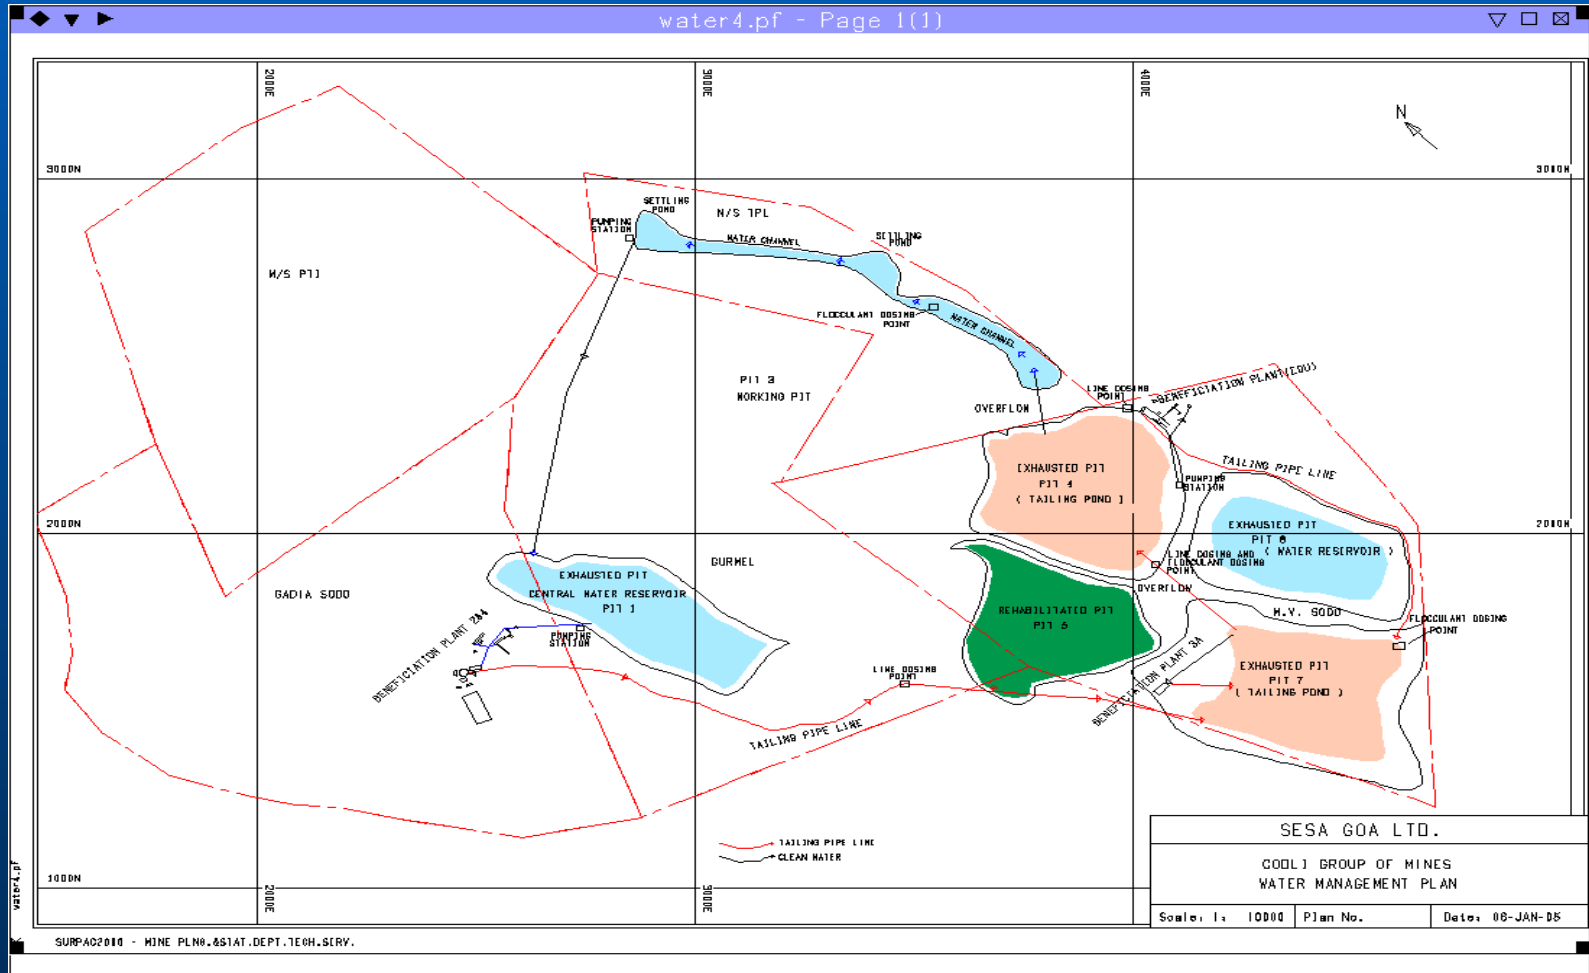 water4.pf - Page 1(1)
2000E
3000E
4000E
N
3000N
3000N
SETTLING
POND
N/S TPL
PUMPING
STATION
WATER CHANNEL
SETTLING
POND
M/S PTI
FLOCCULANT DOSING
POINT
WATER CHANNEL
PIT 3
WORKING PIT
OVERFLOW
LIME DOSING
POINT
BENEFICIATION PLANT(EDU)
EXHAUSTED PIT
PIT 4
( TAILING POND )
TAILING PIPE LINE
PUMPING
STATION
2000N
2000N
EXHAUSTED PIT
PIT 8
( WATER RESERVOIR )
LIME DOSING AND
FLOCCULANT DOSING
POINT
GURMEL
EXHAUSTED PIT
CENTRAL WATER RESERVOIR
PIT 1
GADIA SODO
OVERFLOW
REHABILITATED PIT
PIT 5
M.V. SODO
FLOCCULANT DOSING
POINT
PUMPING
STATION
BENEFICIATION PLANT 2&4
LIME DOSING
POINT
BENEFICIATION PLANT 3A
EXHAUSTED PIT
PIT 7
( TAILING POND )
TAILING PIPE LINE
TAILING PIPE LINE
CLEAN WATER
SESA GOA LTD.
CODLI GROUP OF MINES
WATER MANAGEMENT PLAN
Scale: 1: 10000
Plan No.
Date: 06-JAN-05
1000N
2000E
3000E
water4.pf
SURPAC2000 - MINE PLNG.&STAT.DEPT.TECH.SERV.